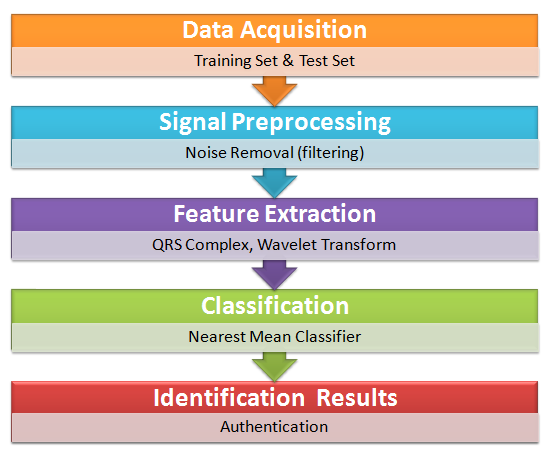 Data Acquisition
Training Set & Test Set
Signal Preprocessing
Noise Removal (filtering)
Feature Extraction
QRS Complex, Wavelet Transform
Classification
Nearest Mean Classifier
Identification Results
Authentication